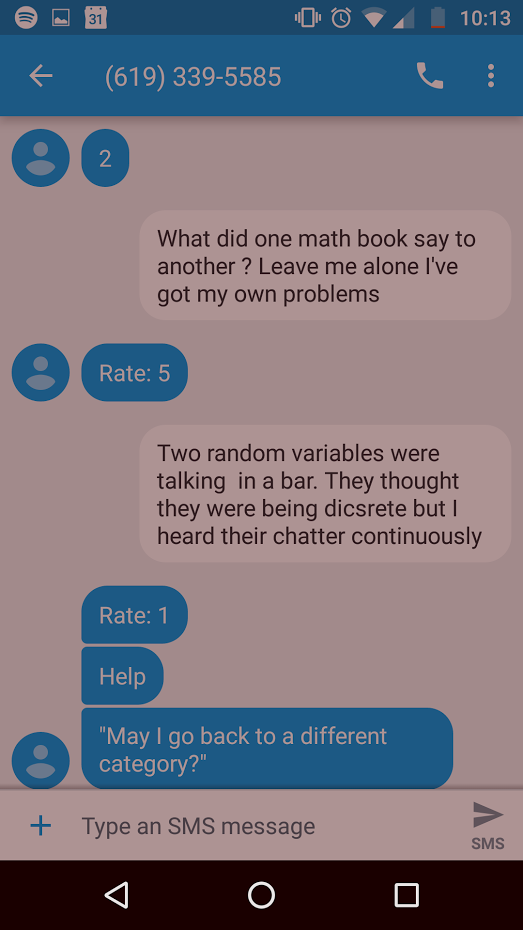 31
10:13
(619) 339-5585
2
What did one math book say to
another ? Leave me alone I've
got my own problems
Rate: 5
Two random variables were
talking  in a bar. They thought
they were being dicsrete but I
heard their chatter continuously
Rate: 1
Help
"May I go back to a different
category?"
Type an SMS message
SMS